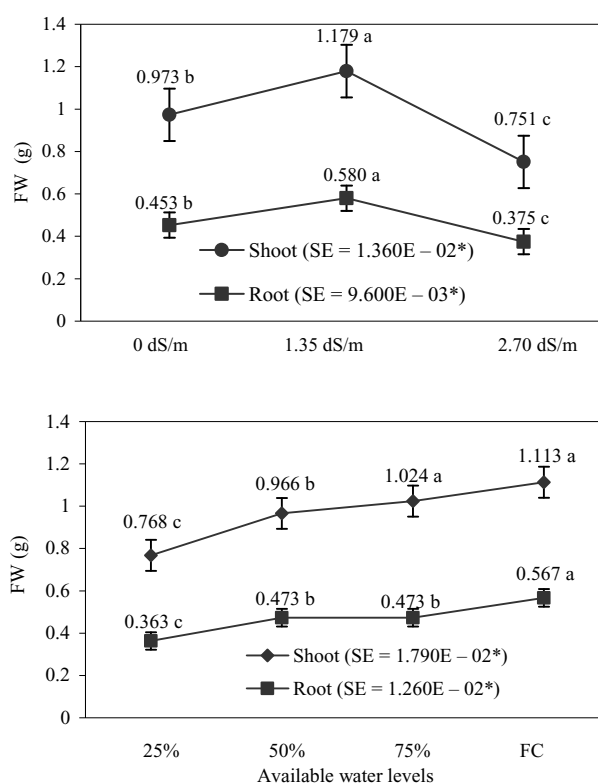 1.4
1.179 a
1.2
0.973 b
1
0.751 c
0.8
FW (g)
0.580 a
0.6
0.453 b
0.375 c
0.4
Shoot (SE = 1.360E – 02*)
0.2
Root (SE = 9.600E – 03*)
0
0 dS/m 1.35 dS/m 2.70 dS/m
1.4
1.113 a
1.2
1.024 a
0.966 b
1
0.768 c
0.8
FW (g)
0.567 a
0.6
0.473 b 0.473 b
0.363 c
0.4
Shoot (SE = 1.790E – 02*)
0.2
Root (SE = 1.260E – 02*)
0
25% 50% 75% FC
Available water levels